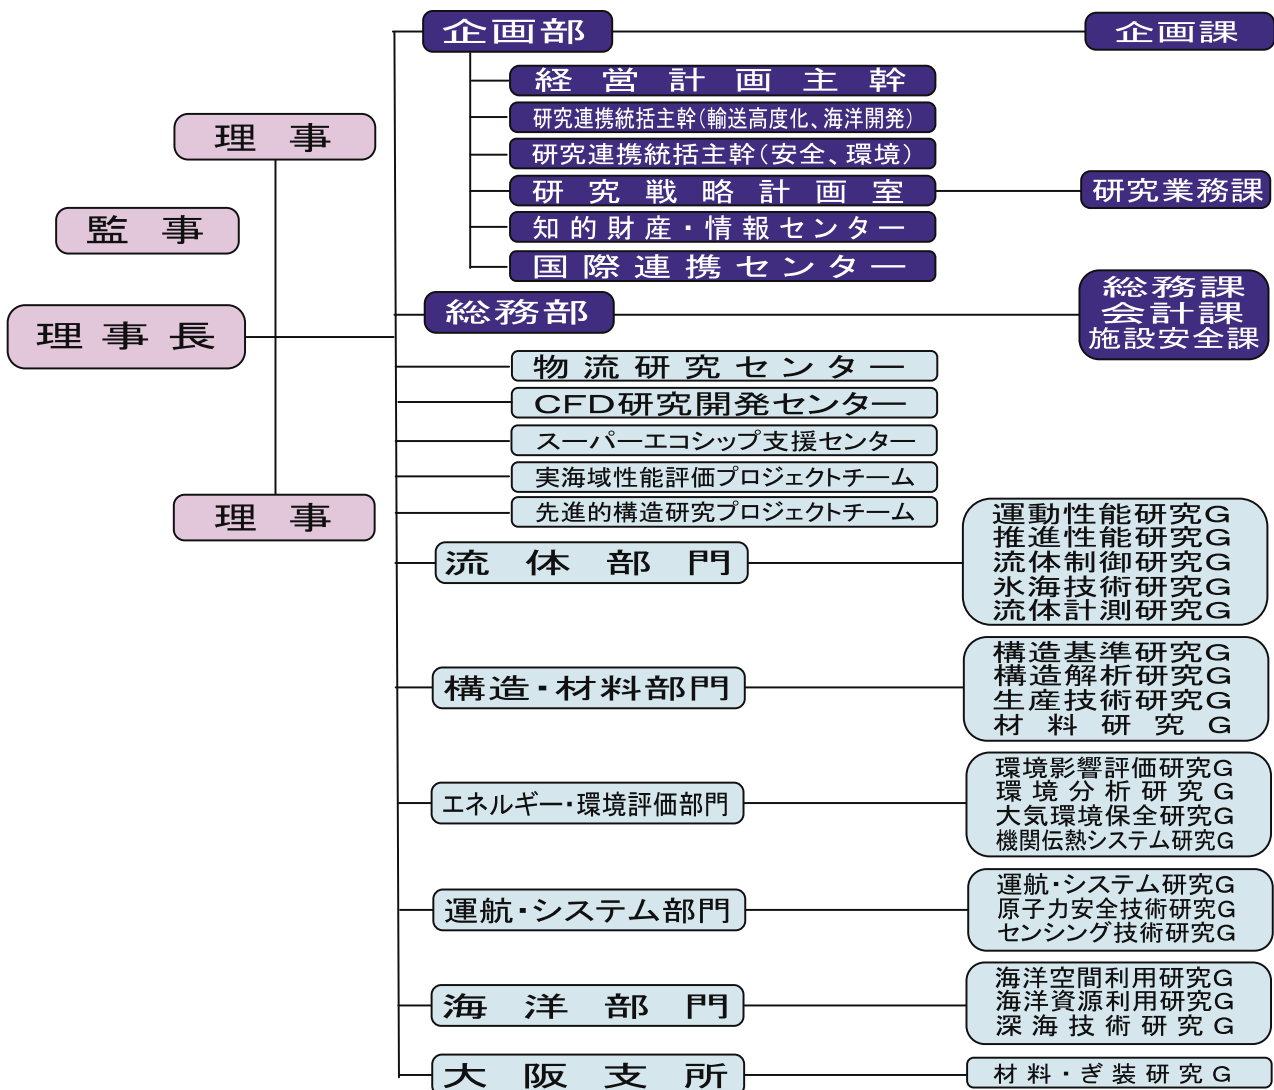 企画部
企画課
経営計画主幹
研究連携統括主幹(輸送高度化、海洋開発)
研究連携統括主幹(安全、環境)
研究戦略計画室
研究業務課
知的財産・情報センター
国際連携センター
理事
監事
理事長
理事
総務部
総務課
会計課
施設安全課
物流研究センター
CFD研究開発センター
スーパーエコシップ支援センター
実海域性能評価プロジェクトチーム
先進的構造研究プロジェクトチーム
流体部門
運動性能研究G
推進性能研究G
流体制御研究G
氷海技術研究G
流体計測研究G
構造・材料部門
構造基準研究G
構造解析研究G
生産技術研究G
材料研究G
エネルギー・環境評価部門
環境影響評価研究G
環境分析研究G
大気環境保全研究G
機関伝熱システム研究G
運航・システム部門
運航・システム研究G
原子力安全技術研究G
センシング技術研究G
海洋部門
海洋空間利用研究G
海洋資源利用研究G
深海技術研究G
大阪支所
材料・ぎ装研究G